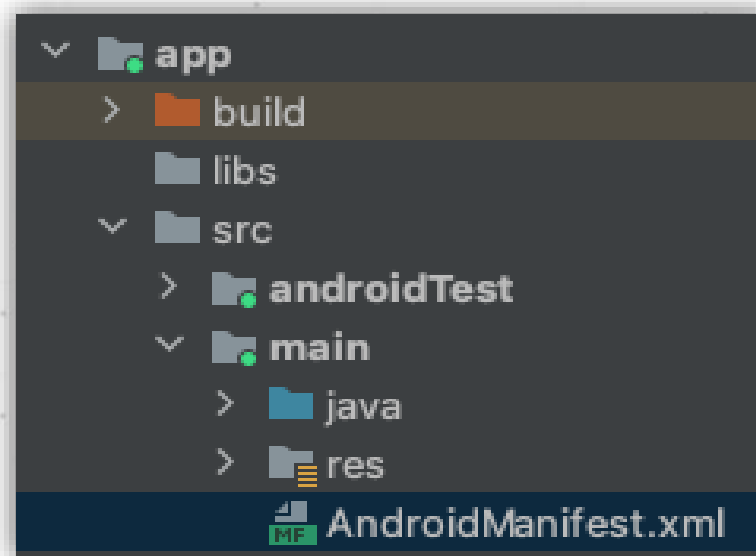 app
build
libs
src
androidTest
main
java
res
MF AndroidManifest.xml